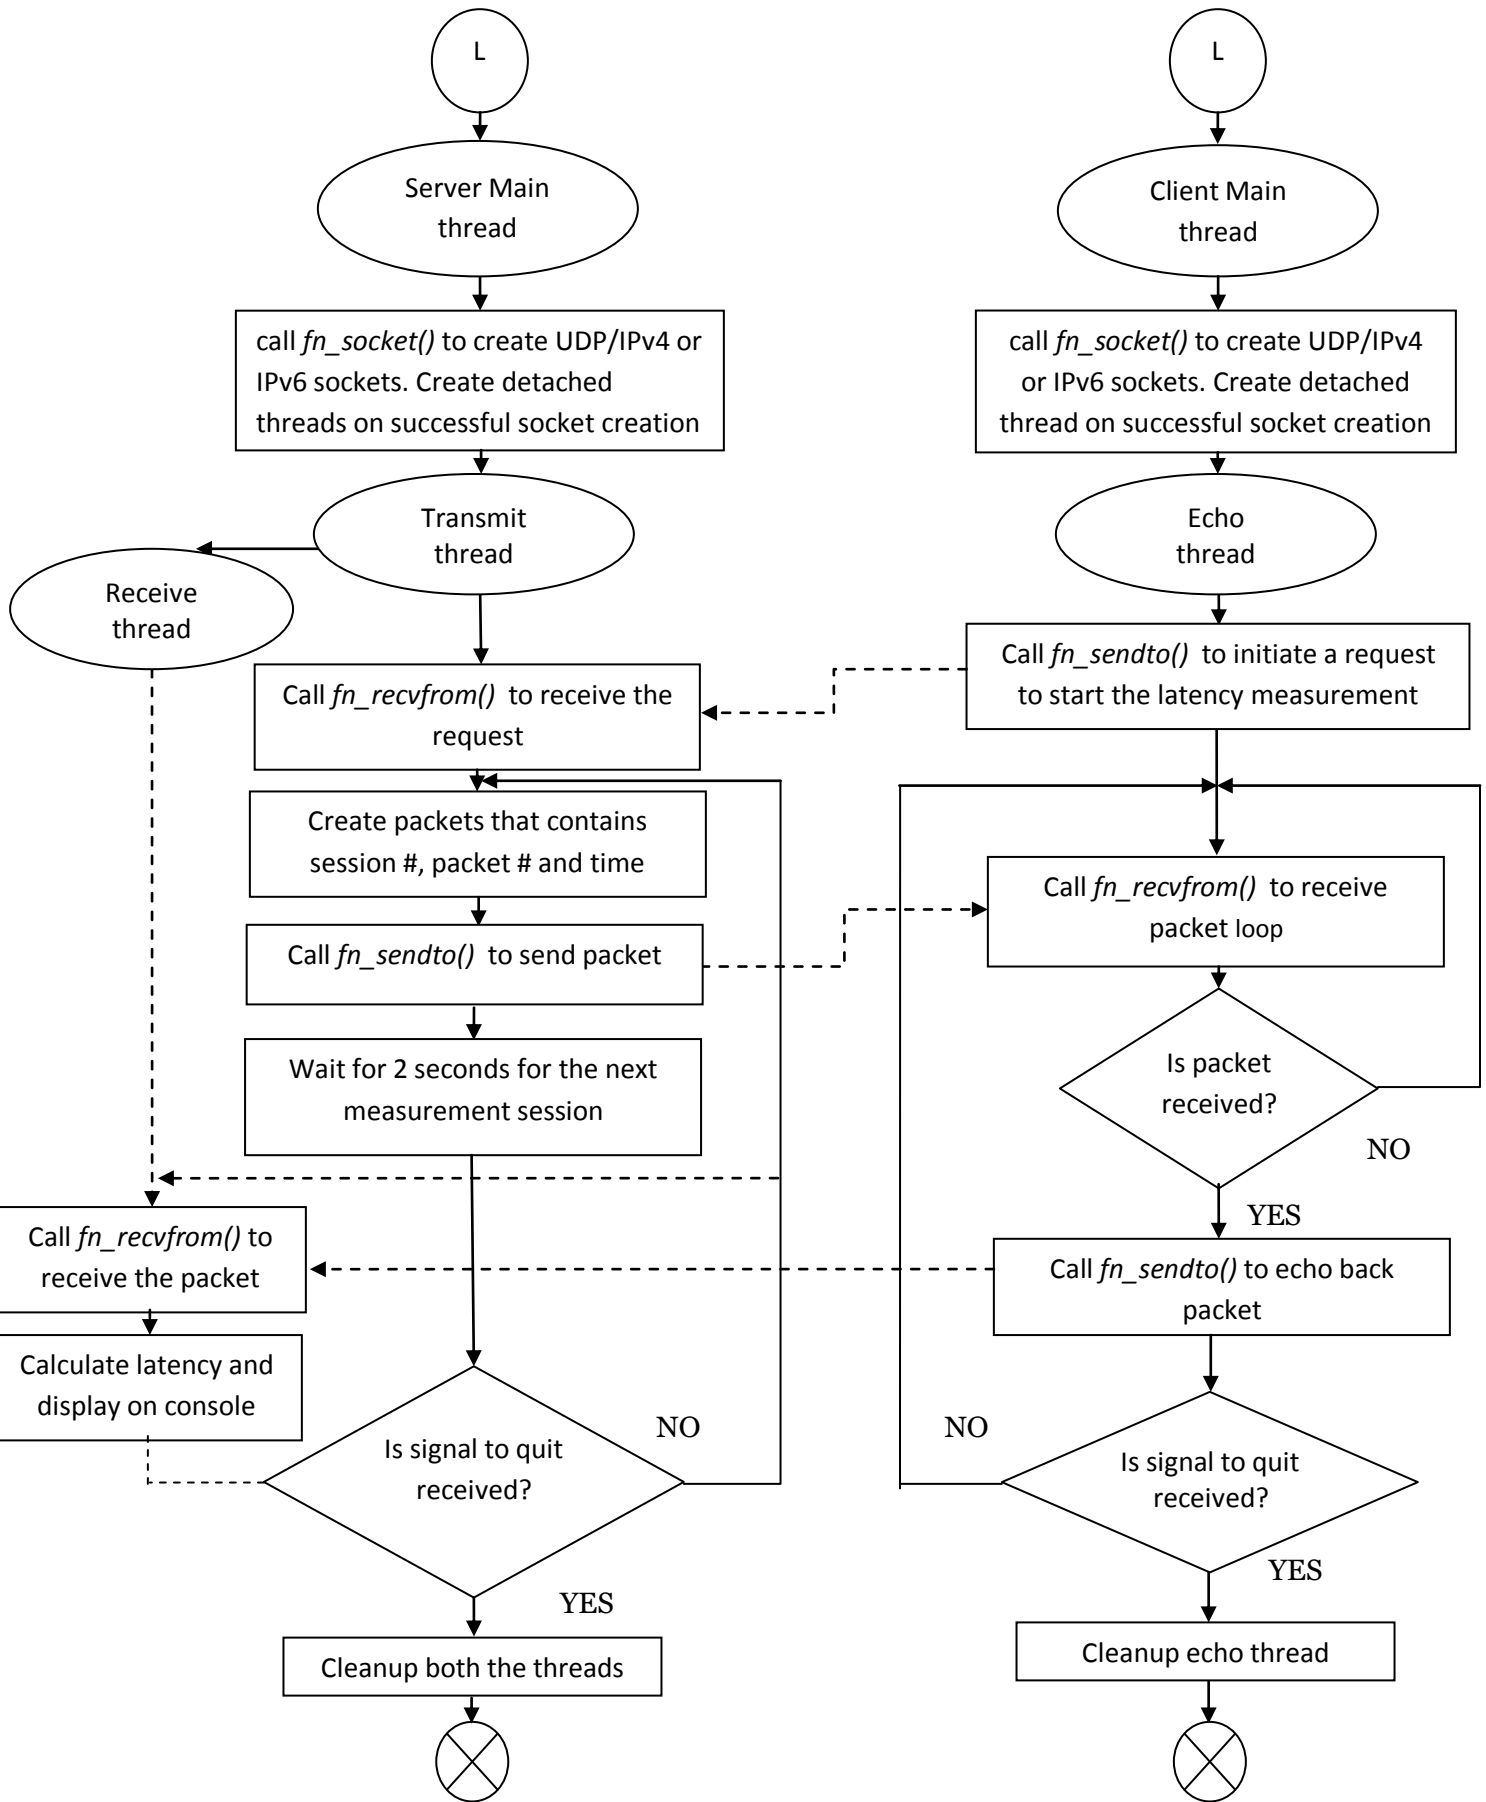 L
Server Main
thread
call fn_socket() to create UDP/IPv4 or
IPv6 sockets. Create detached
threads on successful socket creation
Transmit
thread
Receive
thread
Call fn_recvfrom() to receive the
request
Create packets that contains
session #, packet # and time
Call fn_sendto() to send packet
Wait for 2 seconds for the next
measurement session
Call fn_recvfrom() to
receive the packet
Calculate latency and
display on console
Is signal to quit
received?
NO
YES
Cleanup both the threads
L
Client Main
thread
call fn_socket() to create UDP/IPv4
or IPv6 sockets. Create detached
thread on successful socket creation
Echo
thread
Call fn_sendto() to initiate a request
to start the latency measurement
Call fn_recvfrom() to receive
packet loop
Is packet
received?
NO
YES
Call fn_sendto() to echo back
packet
NO
Is signal to quit
received?
YES
Cleanup echo thread